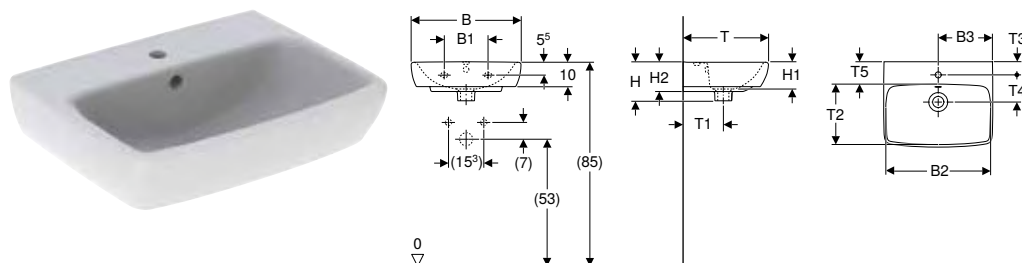 B
B1
5⁵
10
(15³)
(7)
(53)
(85)
0
T
H
H2
H1
T1
B3
T3
T5
T4
T2
B2